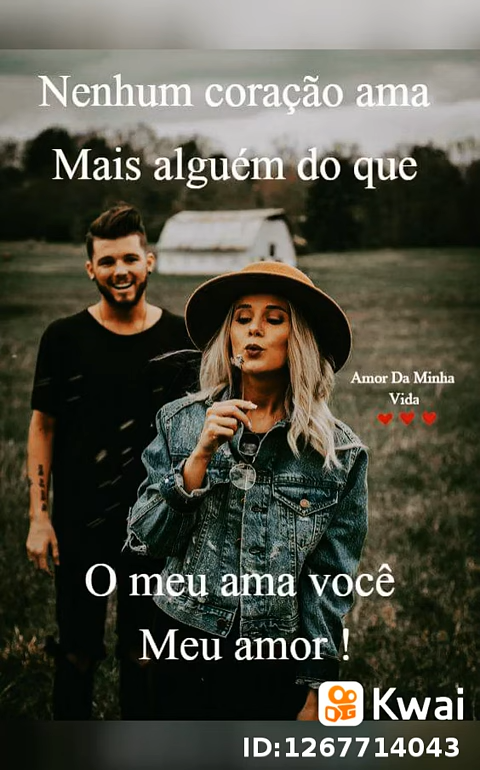 Nenhum coração ama
Mais alguém do que
Amor Da Minha
Vida
O meu ama você
Meu amor !
Kwai
ID:1267714043